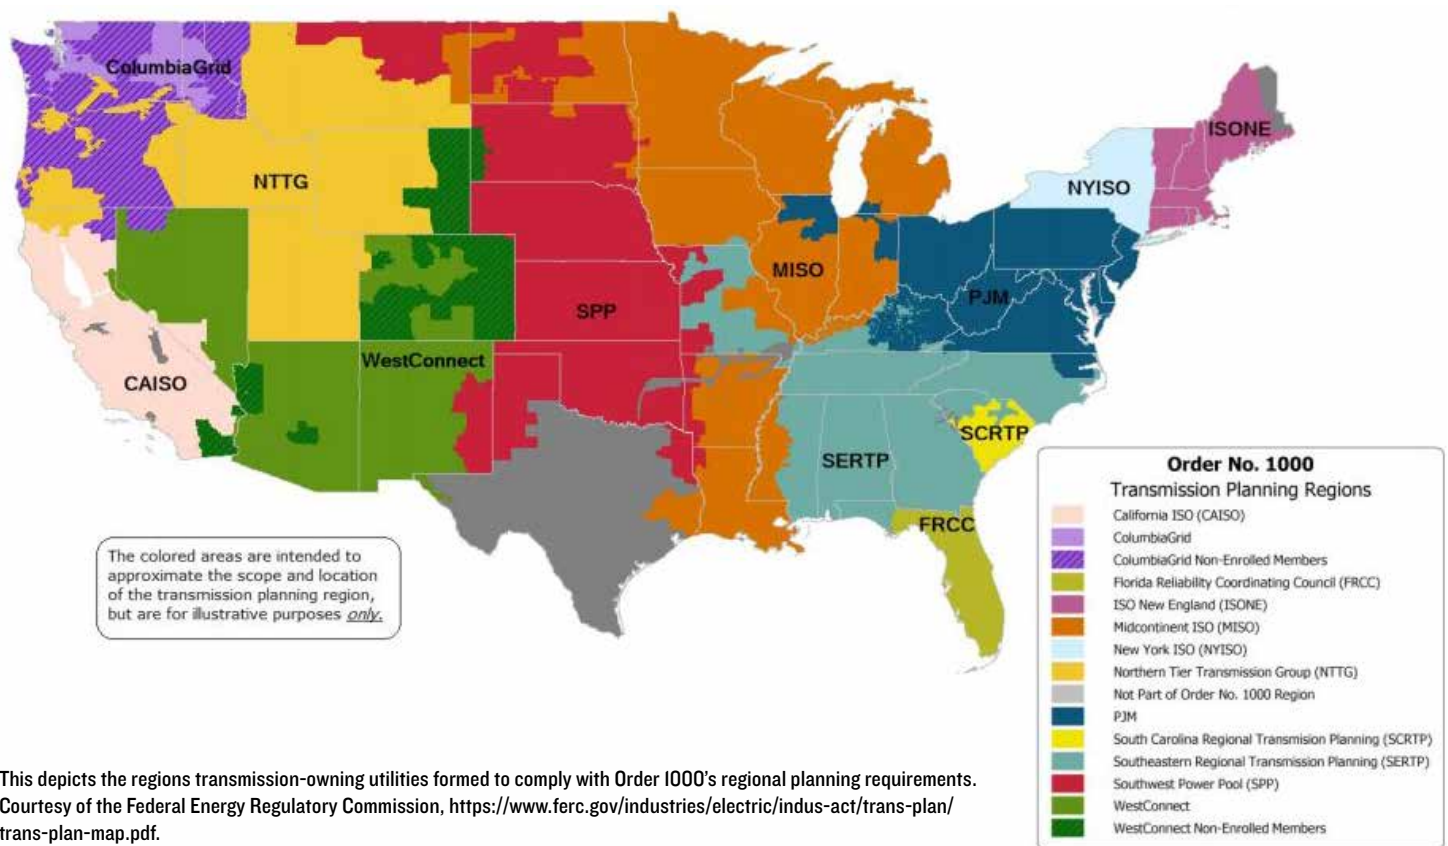 ColumbiaGrid
NTTG
ISONE
NYISO
MISO
PJM
SPP
WestConnect
CAISO
SCRTP
SERTP
FRCC
The colored areas are intended to
approximate the scope and location
of the transmission planning region,
but are for illustrative purposes only.
Order No. 1000
Transmission Planning Regions
California ISO (CAISO)
ColumbiaGrid
ColumbiaGrid Non-Enrolled Members
Florida Reliability Coordinating Council (FRCC)
ISO New England (ISONE)
Midcontinent ISO (MISO)
New York ISO (NYISO)
Northern Tier Transmission Group (NTTG)
Not Part of Order No. 1000 Region
PJM
South Carolina Regional Transmision Planning (SCRTP)
Southeastern Regional Transmission Planning (SERTP)
Southwest Power Pool (SPP)
WestConnect
WestConnect Non-Enrolled Members
This depicts the regions transmission-owning utilities formed to comply with Order 1000's regional planning requirements.
Courtesy of the Federal Energy Regulatory Commission, https://www.ferc.gov/industries/electric/indus-act/trans-plan/
trans-plan-map.pdf.